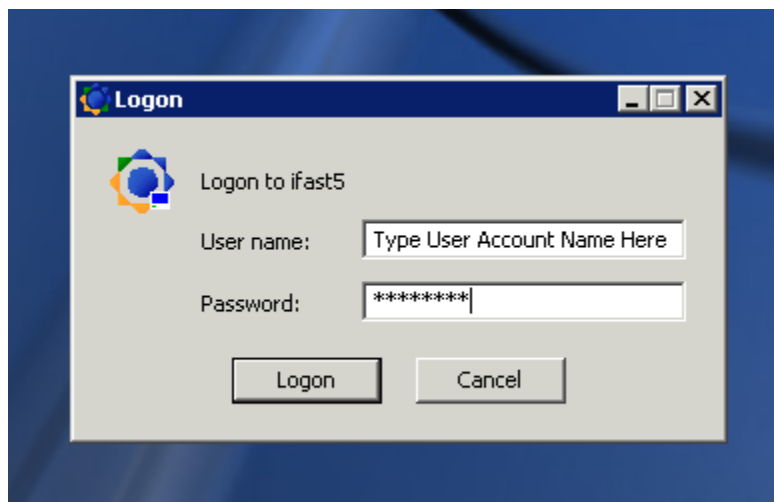 Logon
Logon to ifast5
User name: Type User Account Name Here
Password: ********
Logon Cancel